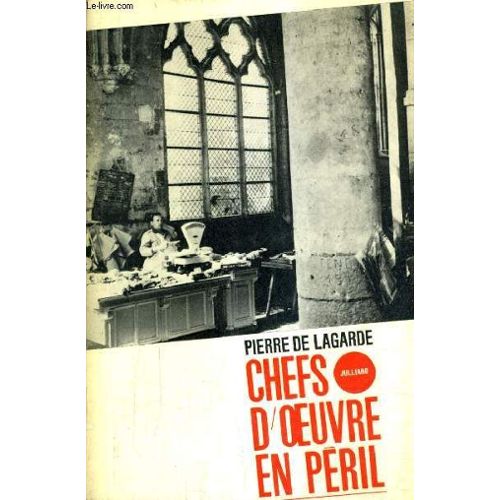 Le-livre.com
PIERRE DE LAGARDE
CHEFS
JULLIARD
D'ŒUVRE
EN PÉRIL